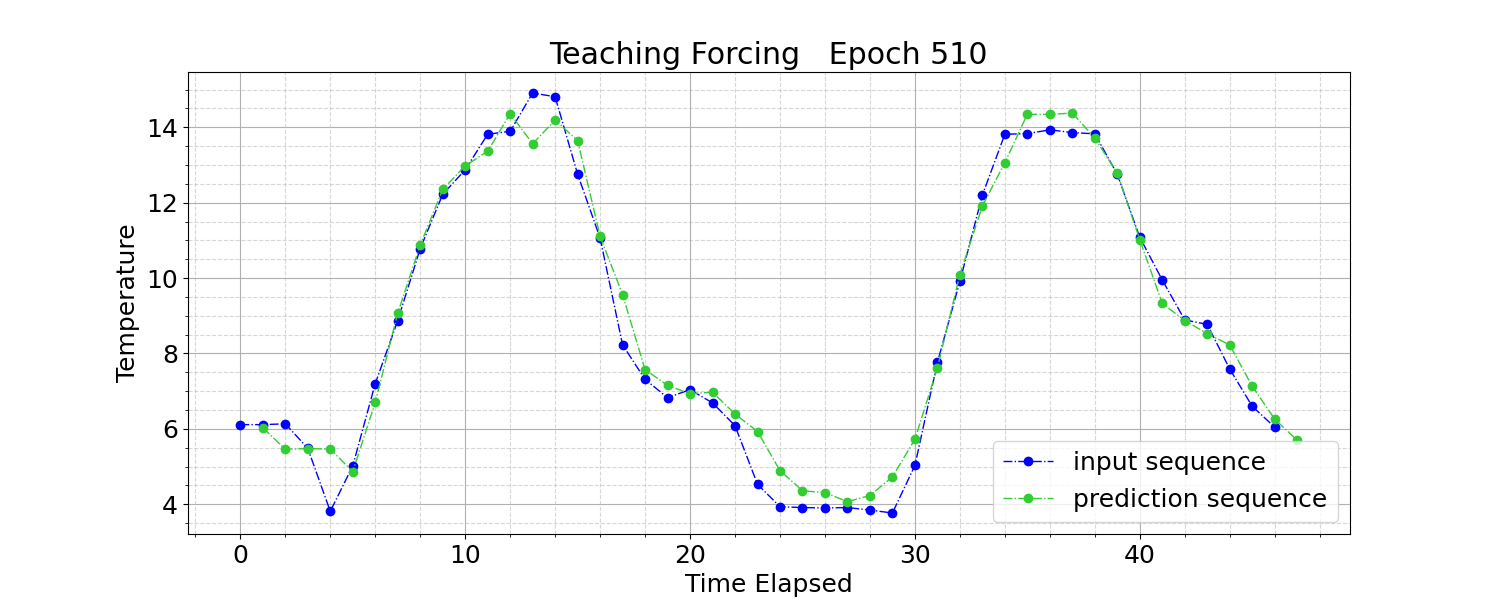 Teaching Forcing   Epoch 510
Temperature
14
12
10
8
6
4
input sequence
prediction sequence
0 10 20 30 40
Time Elapsed